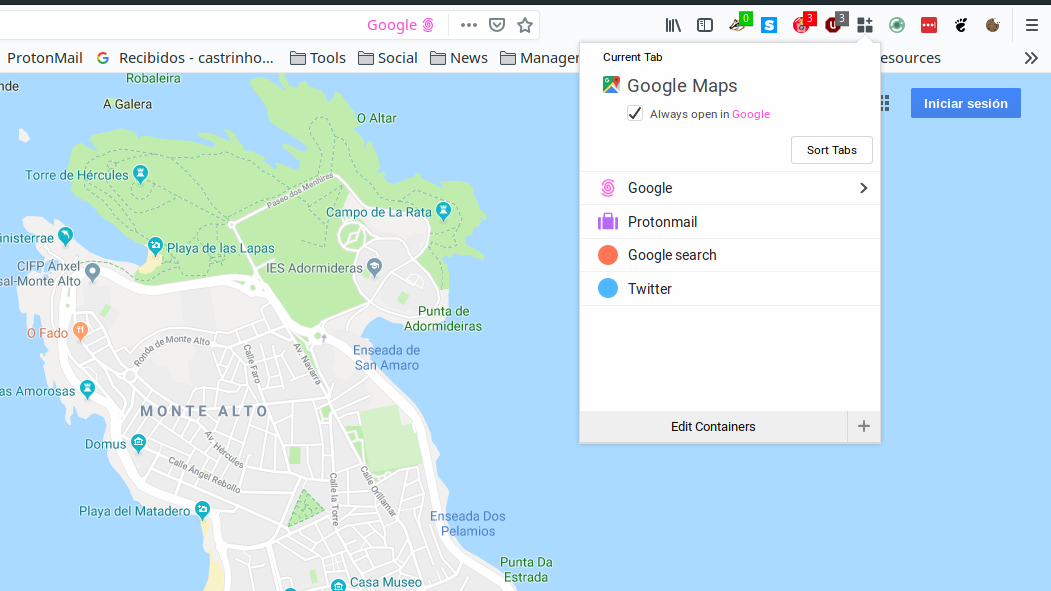 Google
0
S
3
U
3
ProtonMail
G
Recibidos - castrinho...
Tools
Social
News
Manager
esources
nde
Robaleira
A Galera
O Altar
Torre de Hércules
Paseo dos Menhires
Campo de La Rata
inisterrae
Playa de las Lapas
CIFP Ánxel
sal-Monte Alto
IES Adormideras
Punta de
Adormideiras
O Fado
Ronda de Monte Alto
Calle Faro
Av. Navarra
Enseada de
San Amaro
as Amorosas
MONTE ALTO
Domus
Av. Hércules
Calle Ángel Rebollo
Calle la Torre
Calle Orillamar
Playa del Matadero
Enseada Dos
Pelamios
Punta Da
Estrada
Casa Museo
Current Tab
Google Maps
Always open in Google
Sort Tabs
Google
Protonmail
Google search
Twitter
Edit Containers
Iniciar sesión